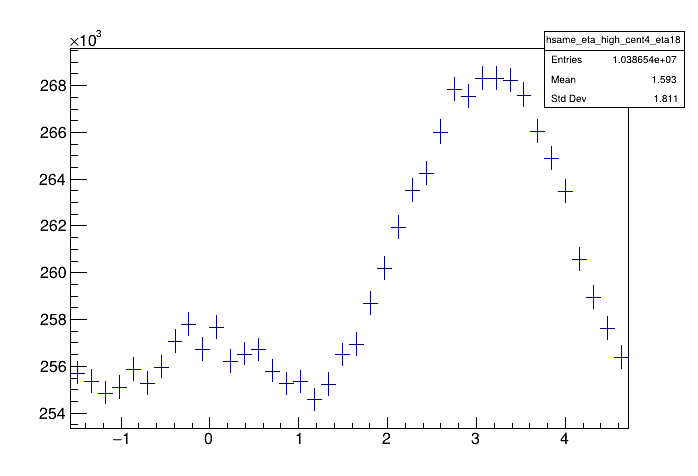 ×10³
hsame_eta_high_cent4_eta18
Entries 1.038654e+07
Mean 1.593
Std Dev 1.811
268
266
264
262
260
258
256
254
−1 0 1 2 3 4